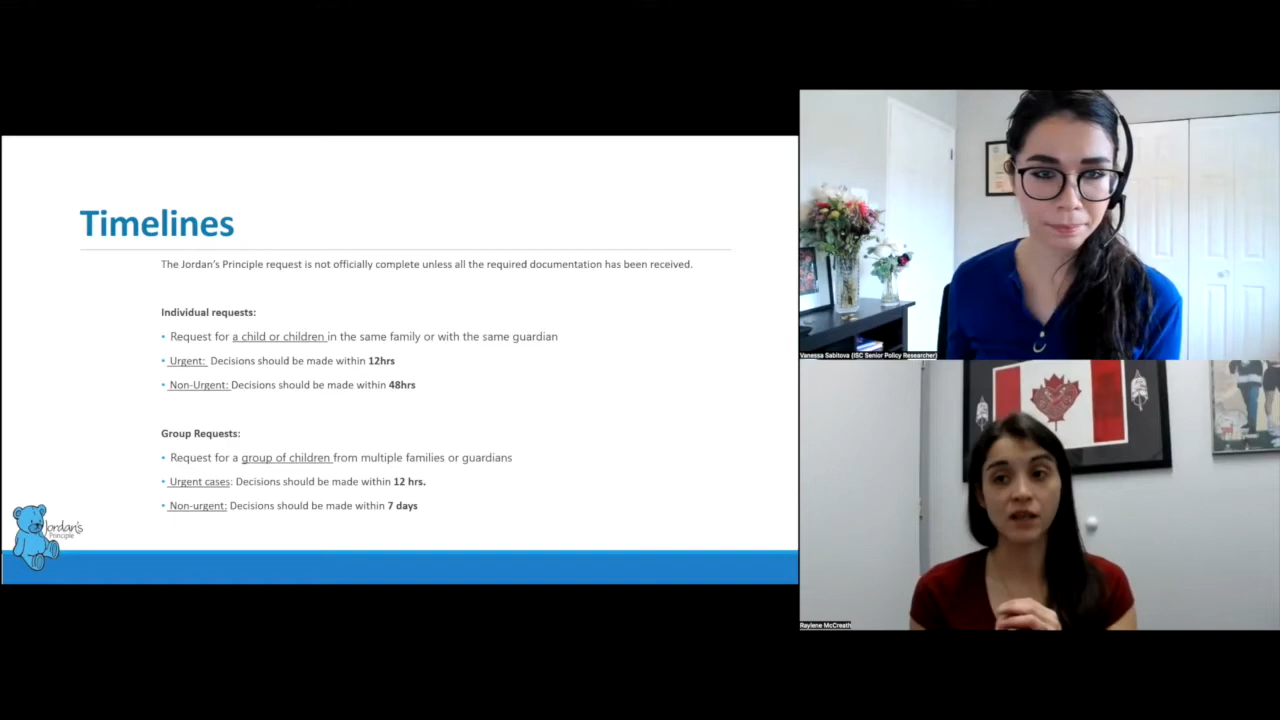 Timelines
The Jordan's Principle request is not officially complete unless all the required documentation has been received.
Individual requests:
• Request for a child or children in the same family or with the same guardian
• Urgent: Decisions should be made within 12hrs
• Non-Urgent: Decisions should be made within 48hrs
Group Requests:
• Request for a group of children from multiple families or guardians
• Urgent cases: Decisions should be made within 12 hrs.
• Non-urgent: Decisions should be made within 7 days
Jordan's
Principle
Vanessa Sabitova (ISC Senior Policy Researcher)
Raylene McCreath